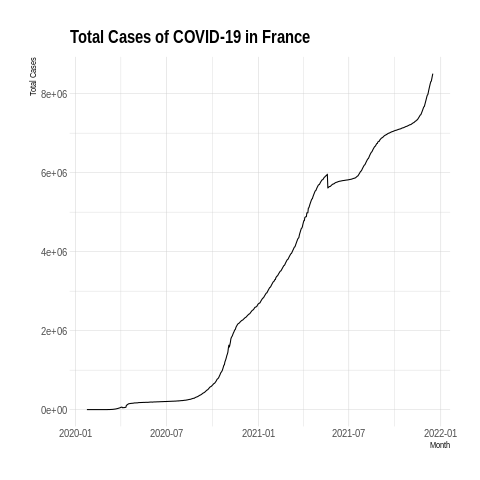 Total Cases of COVID-19 in France
Total Cases
8e+06
6e+06
4e+06
2e+06
0e+00
2020-01 2020-07 2021-01 2021-07 2022-01
Month